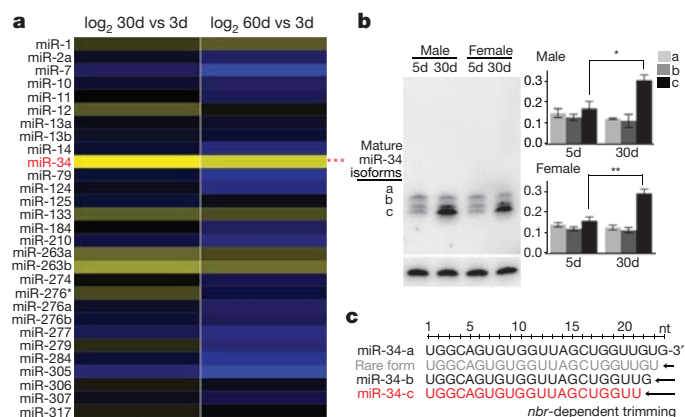 a
log2 30d vs 3d
log2 60d vs 3d
miR-1
miR-2a
miR-7
miR-10
miR-11
miR-12
miR-13a
miR-13b
miR-14
miR-34
***
miR-79
miR-124
miR-125
miR-133
miR-184
miR-210
miR-263a
miR-263b
miR-274
miR-276*
miR-276a
miR-276b
miR-277
miR-279
miR-284
miR-305
miR-306
miR-307
miR-317
b
Male Female
5d 30d 5d 30d
Mature
miR-34
isoforms
a
b
c
Male
a
b
c
*
0.3
0.2
0.1
0.0
5d 30d
Female
**
0.3
0.2
0.1
0.0
5d 30d
c
1 5 10 15 20 nt
miR-34-a UGGCAGUGUGGUUAGCUGGUUGUG-3′
Rare form UGGCAGUGUGGUUAGCUGGUUGU
miR-34-b UGGCAGUGUGGUUAGCUGGUUG
miR-34-c UGGCAGUGUGGUUAGCUGGUU
nbr-dependent trimming